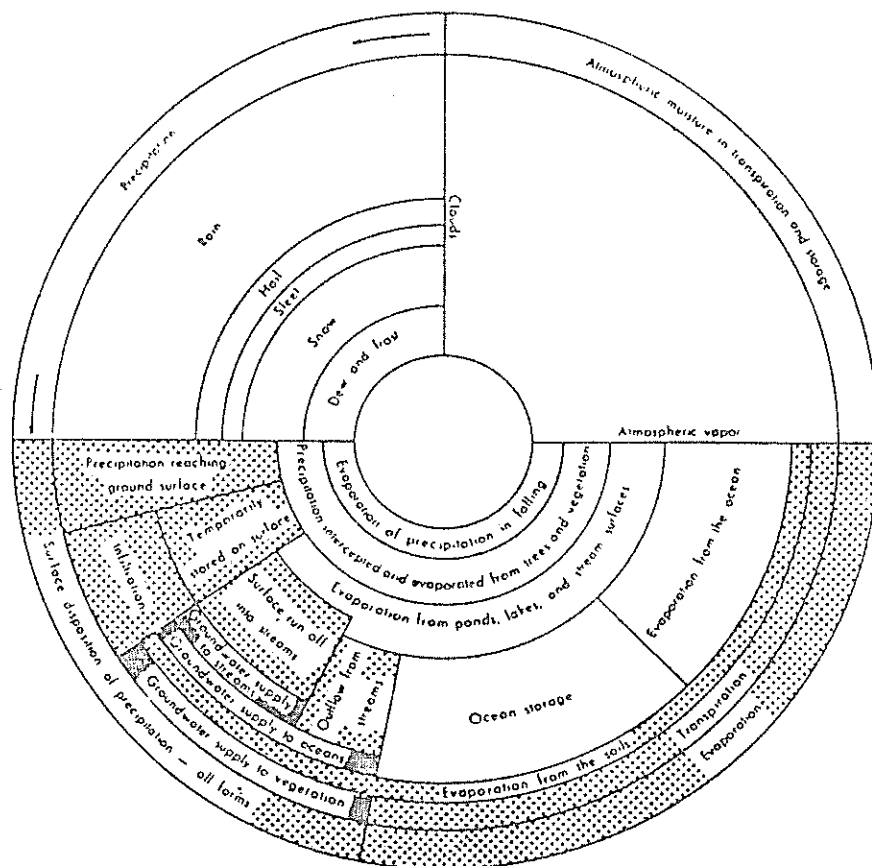 Atmospheric moisture in transpiration and storage
Precipitation
Clouds
Rain
Hail
Sleet
Snow
Dew and frost
Atmospheric vapor
Precipitation reaching
ground surface
Temporarily
stored on surface
Infiltration
Evaporation of precipitation in falling
Precipitation intercepted and evaporated from trees and vegetation
Evaporation from ponds, lakes, and stream surfaces
Evaporation from the ocean
Surface run off
into streams
Groundwater supply
to streams
Groundwater supply to oceans
Groundwater supply to vegetation
Outflow from
streams
Ocean storage
Evaporation from the soils
Transpiration
Evaporation
Surface disposition of precipitation – all forms